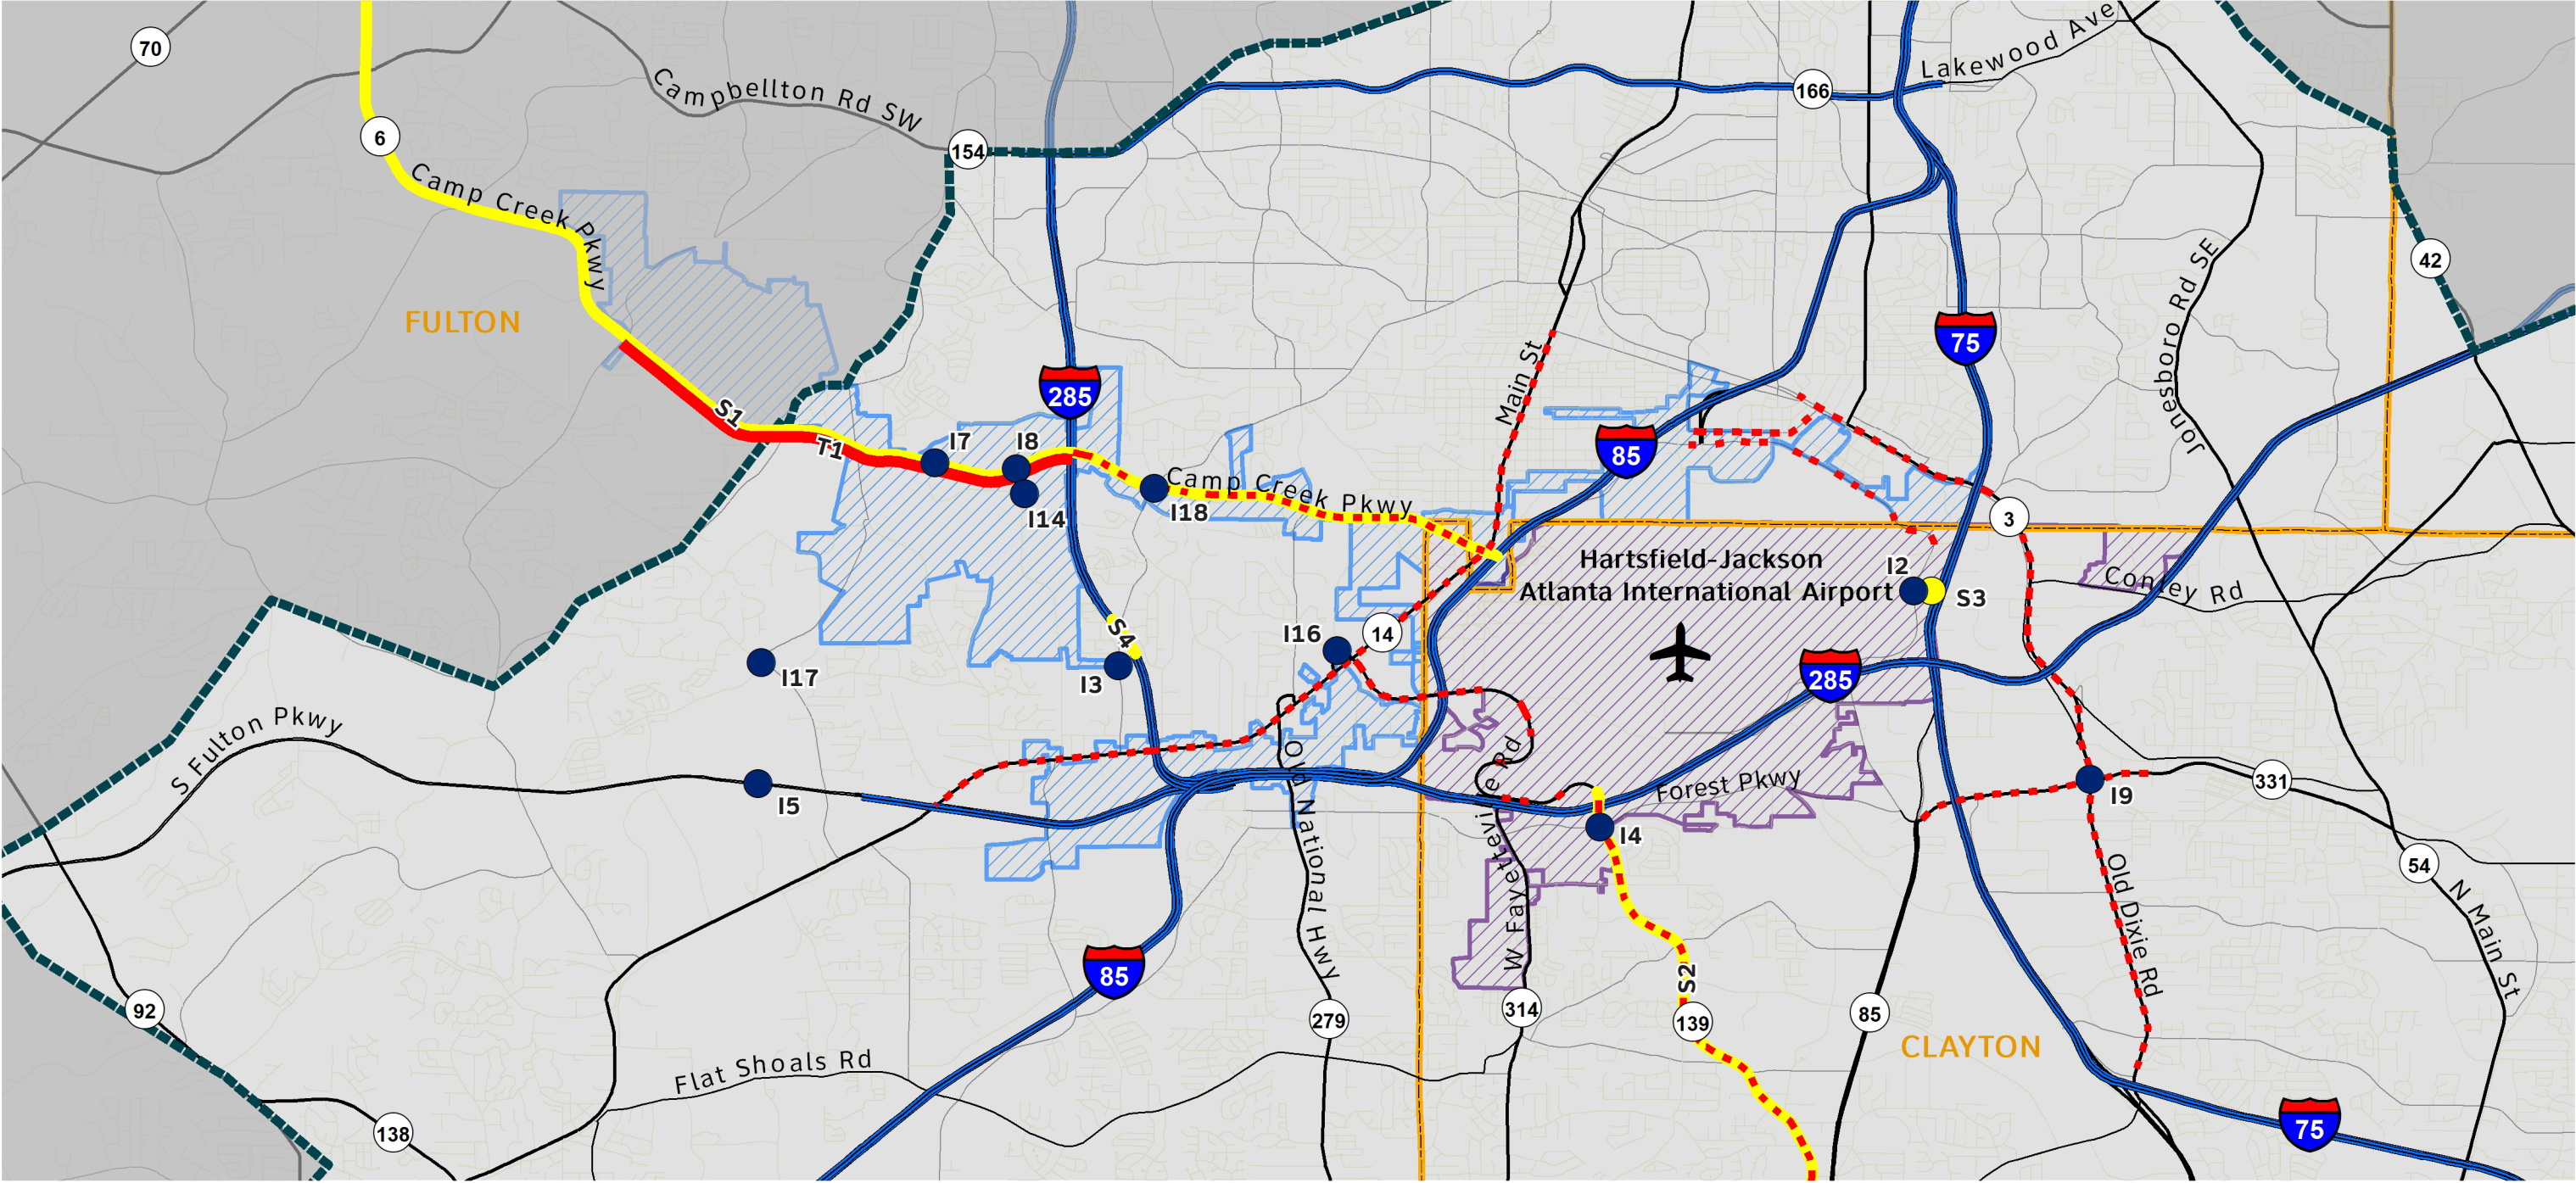 70
Campbellton Rd SW
Lakewood Ave
166
6
154
Camp Creek Pkwy
42
FULTON
Jonesboro Rd SE
75
285
Main St
S1
T1
I7
I8
85
Camp Creek Pkwy
I14
I18
3
Hartsfield-Jackson
Atlanta International Airport
I2
S3
Conley Rd
S4
I16
14
I17
I3
285
S Fulton Pkwy
Old National Hwy
W Fayetteville Rd
Forest Pkwy
I5
331
I9
I4
54
Old Dixie Rd
N Main St
85
S2
92
279
314
139
85
CLAYTON
Flat Shoals Rd
138
75